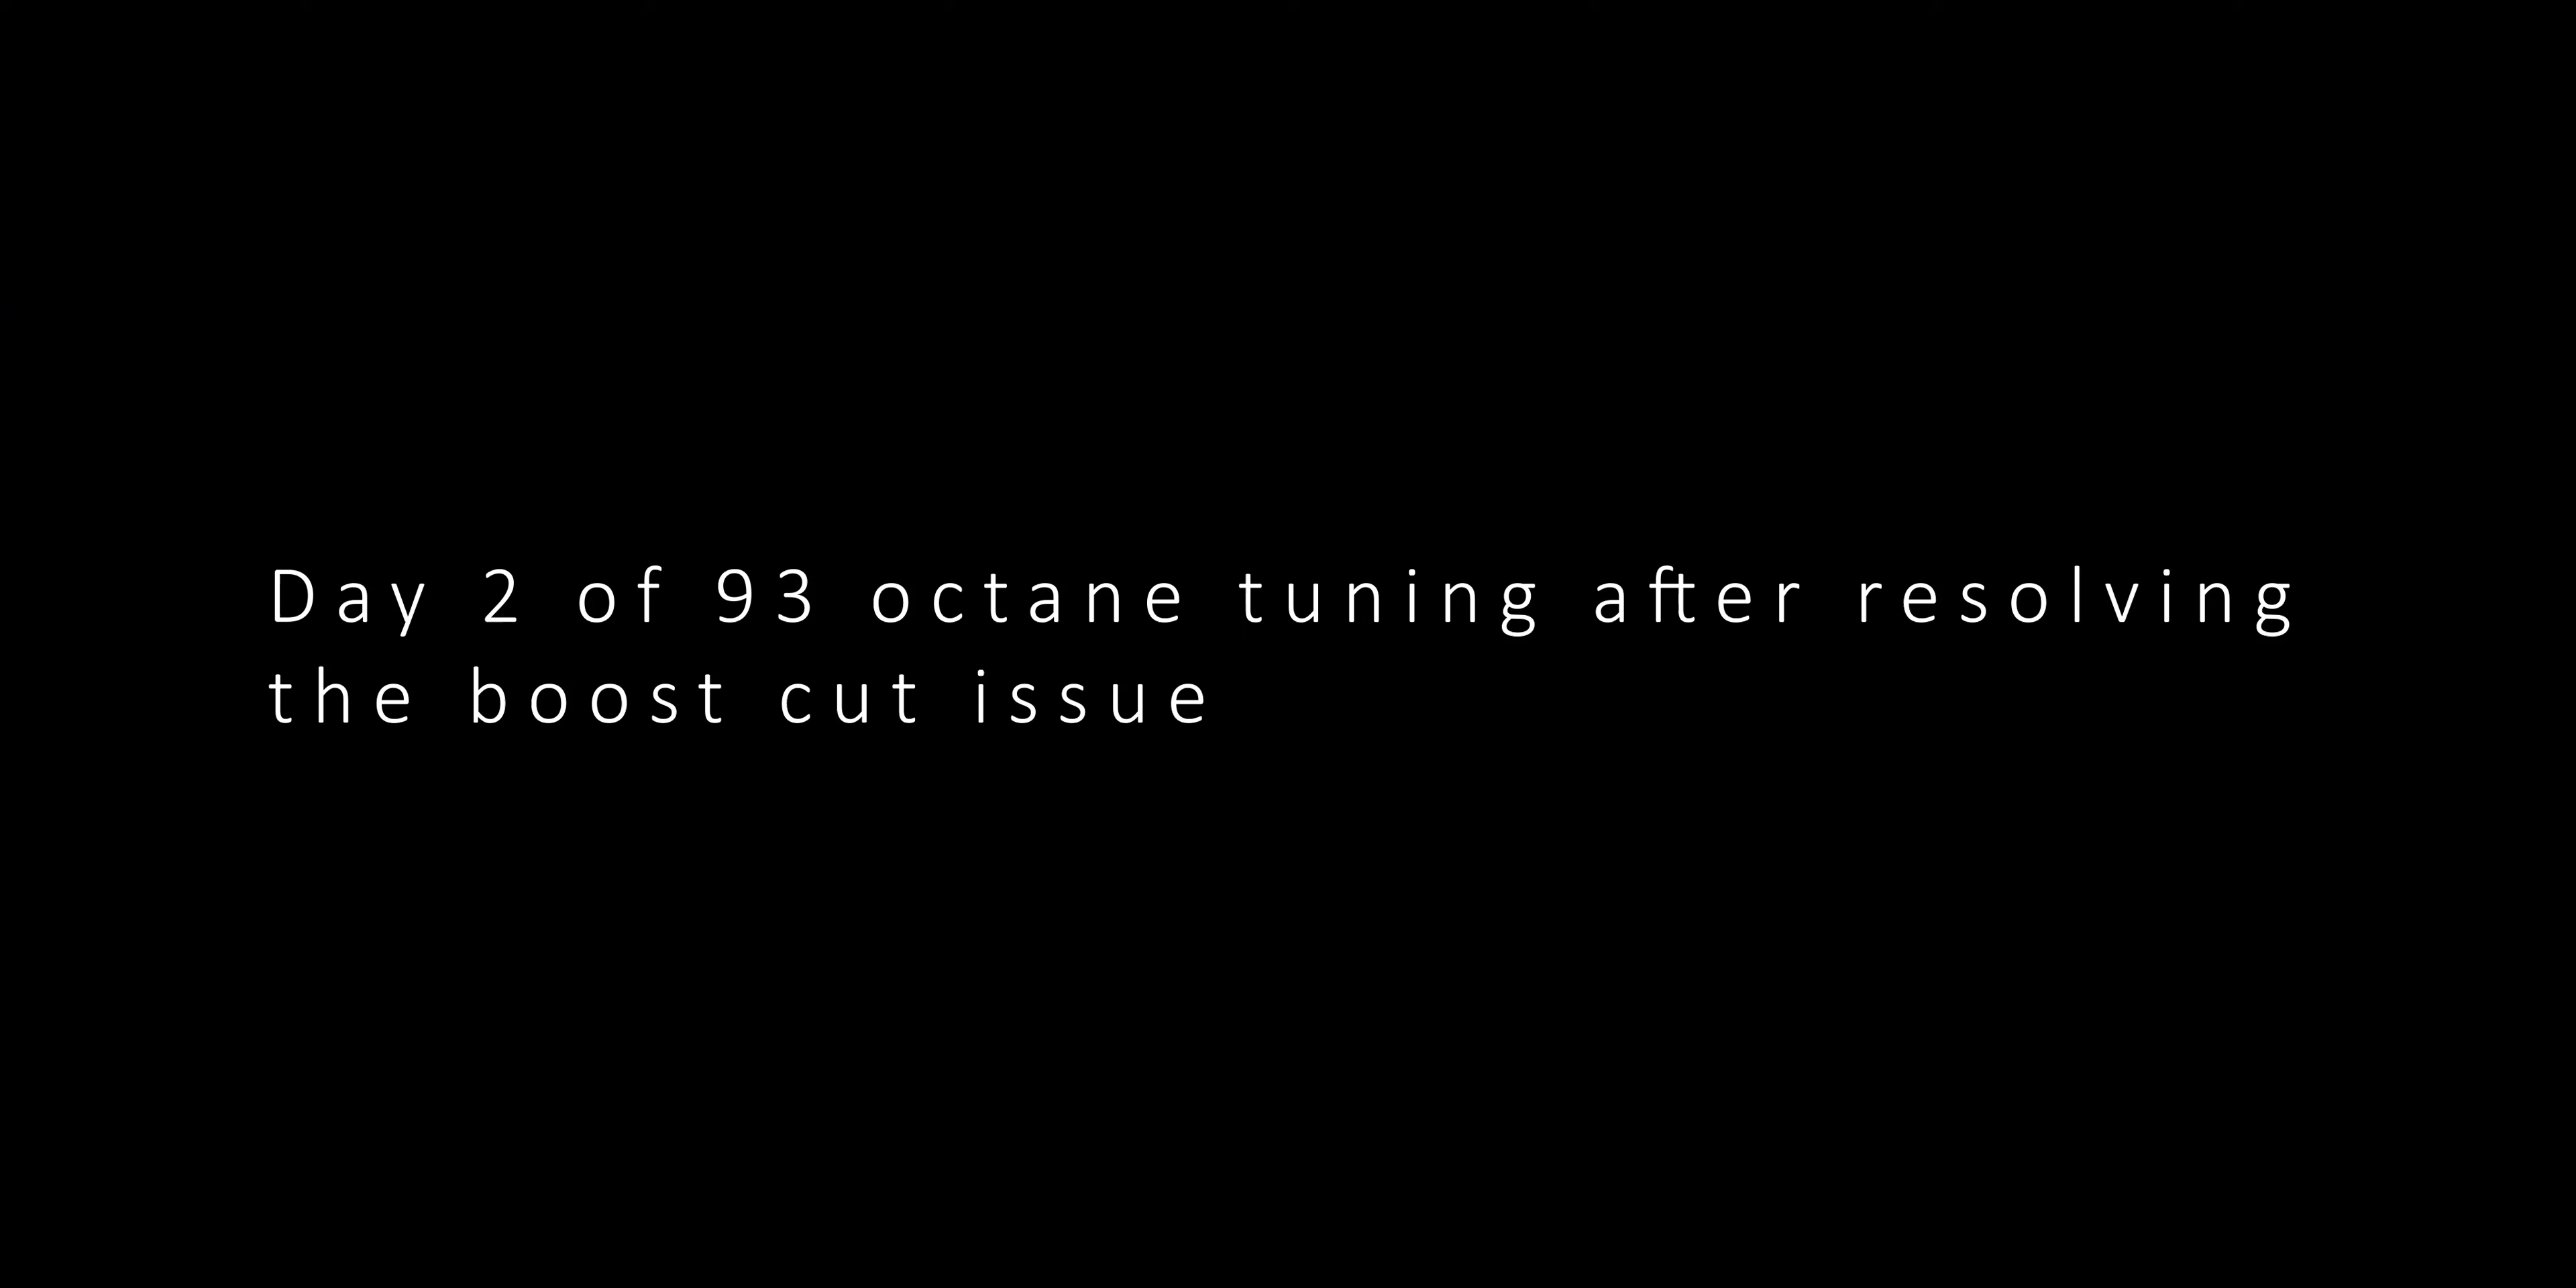 Day 2 of 93 octane tuning after resolving
the boost cut issue